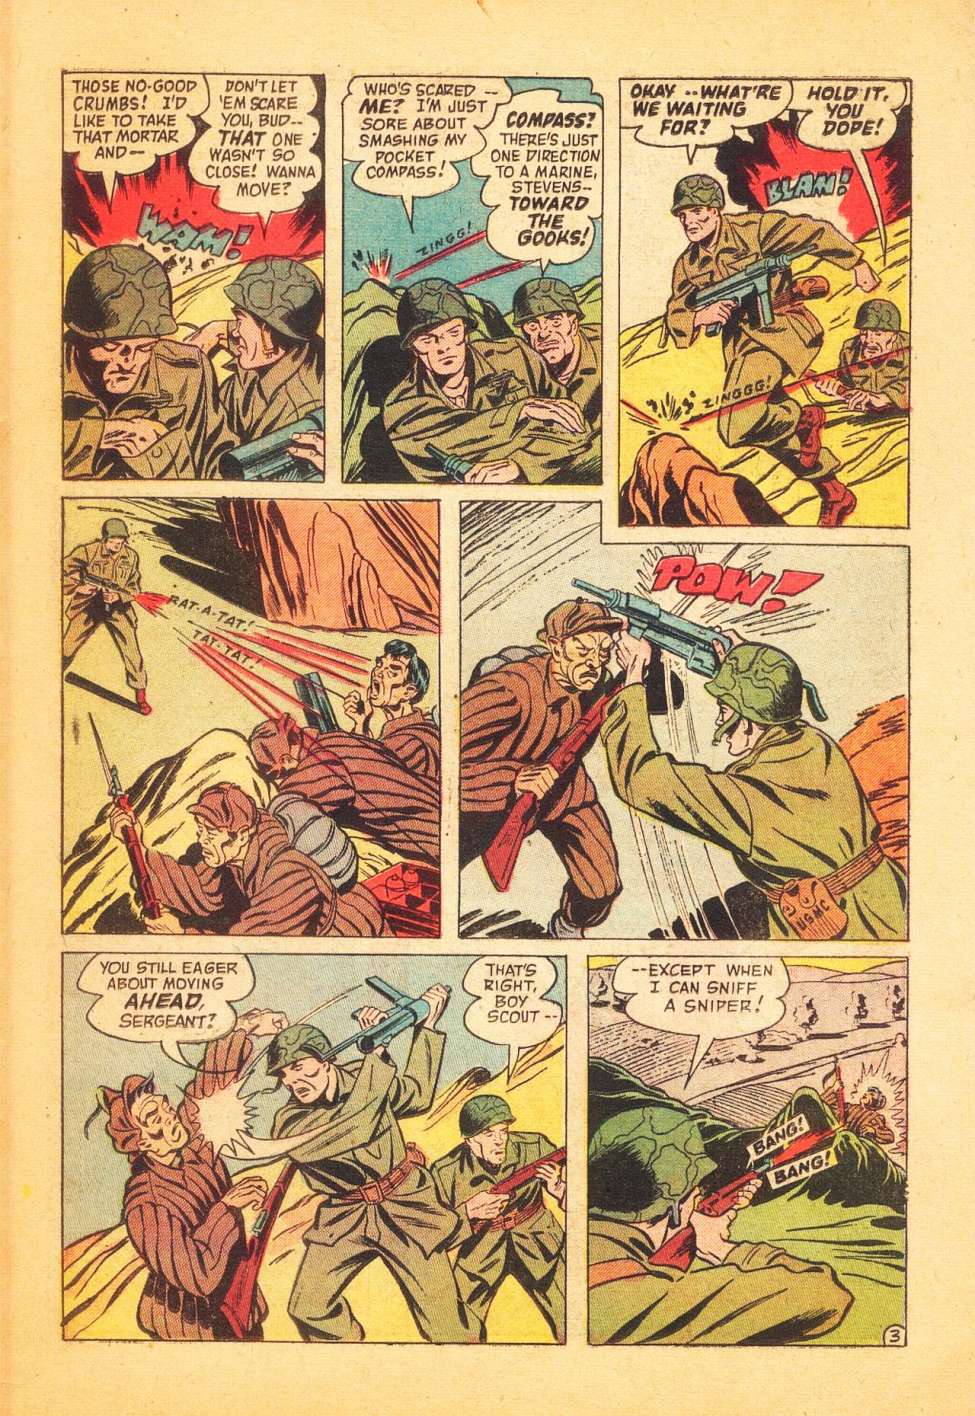 THOSE NO-GOOD
CRUMBS! I'D
LIKE TO TAKE
THAT MORTAR
AND--
DON'T LET
'EM SCARE
YOU, BUD--
THAT ONE
WASN'T SO
CLOSE! WANNA
MOVE?
WAM!
WHO'S SCARED --
ME? I'M JUST
SORE ABOUT
SMASHING MY
POCKET
COMPASS!
COMPASS?
THERE'S JUST
ONE DIRECTION
TO A MARINE,
STEVENS--
TOWARD
THE
GOOKS!
ZINGG!
OKAY --WHAT'RE
WE WAITING
FOR?
HOLD IT,
YOU
DOPE!
BLAM!
ZINGGG!
RAT-A-TAT!
TAT-TAT!
POW!
USMC
YOU STILL EAGER
ABOUT MOVING
AHEAD,
SERGEANT?
THAT'S
RIGHT,
BOY
SCOUT--
--EXCEPT WHEN
I CAN SNIFF
A SNIPER!
BANG!
BANG!
3